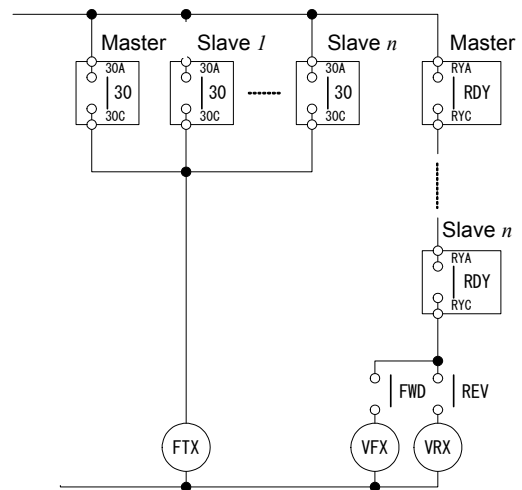 Master Slave 1 Slave n Master
30A 30A 30A RYA
30 30 30 RDY
30C 30C 30C RYC
Slave n
RYA
RDY
RYC
FWD REV
FTX VFX VRX